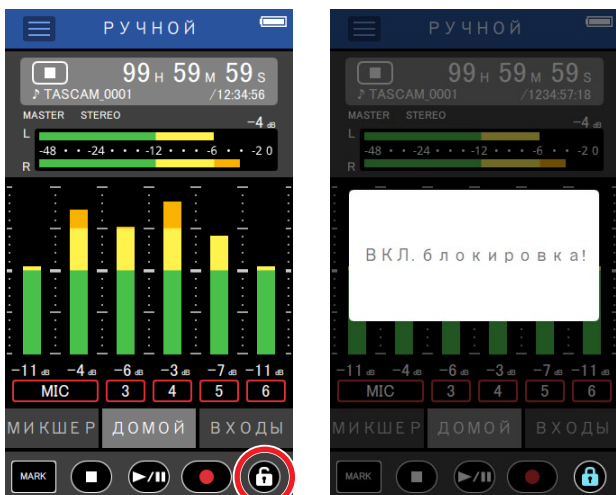 РУЧНОЙ
99 H 59 M 59 S
♪ TASCAM_0001 /12:34:56
MASTER STEREO -4 dB
L
-48 • • -24 • • • -12 • • • -6 • • -2 0
R
-11 dB -4 dB -6 dB -3 dB -7 dB -11 dB
MIC 3 4 5 6
МИКШЕР ДОМОЙ ВХОДЫ
MARK
РУЧНОЙ
99 H 59 M 59 S
♪ TASCAM_0001 /1234:57:18
MASTER STEREO -4 dB
L
-48 • • -24 • • • -12 • • • -6 • • -2 0
R
ВКЛ. блокировка!
-11 dB -4 dB -6 dB -3 dB -7 dB -11 dB
MIC 3 4 5 6
МИКШЕР ДОМОЙ ВХОДЫ
MARK